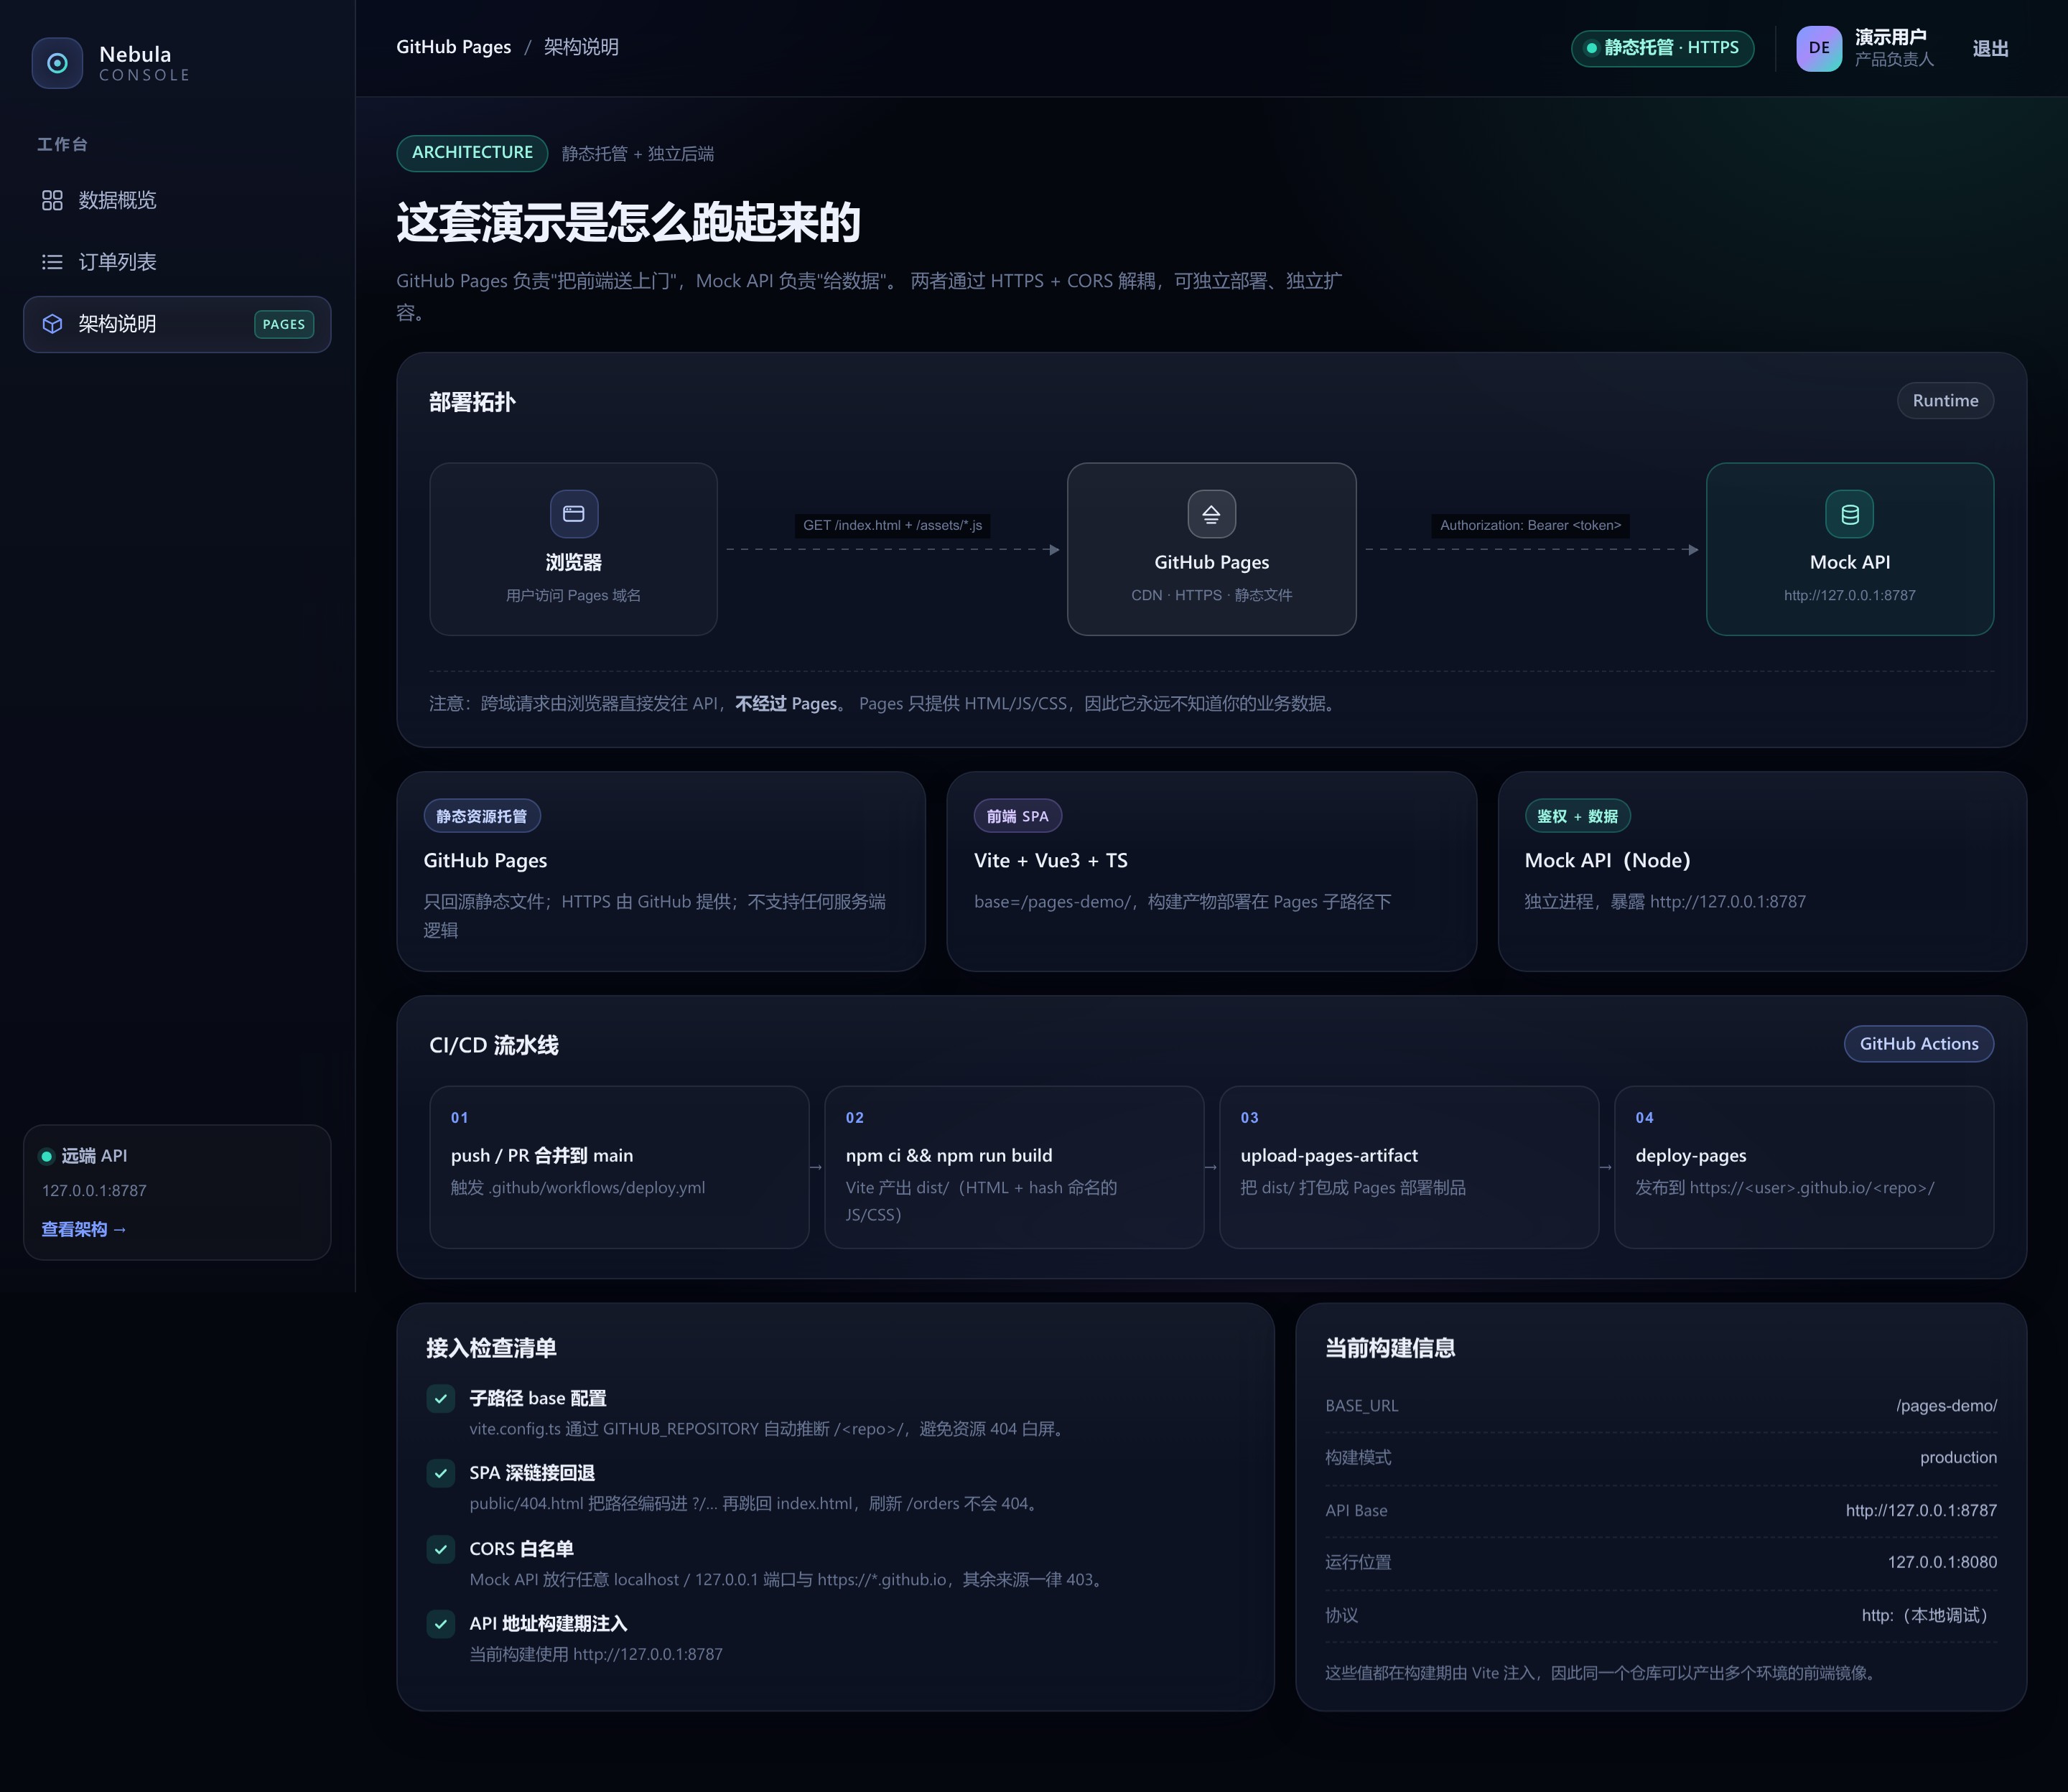 Nebula
CONSOLE
工作台
数据概览
订单列表
架构说明
PAGES
远端 API
127.0.0.1:8787
查看架构 →
GitHub Pages / 架构说明
静态托管 · HTTPS
DE
演示用户
产品负责人
退出
ARCHITECTURE
静态托管 + 独立后端
这套演示是怎么跑起来的
GitHub Pages 负责"把前端送上门"，Mock API 负责"给数据"。 两者通过 HTTPS + CORS 解耦，可独立部署、独立扩
容。
部署拓扑
Runtime
浏览器
用户访问 Pages 域名
GET /index.html + /assets/*.js
GitHub Pages
CDN · HTTPS · 静态文件
Authorization: Bearer <token>
Mock API
http://127.0.0.1:8787
注意：跨域请求由浏览器直接发往 API，不经过 Pages。 Pages 只提供 HTML/JS/CSS，因此它永远不知道你的业务数据。
静态资源托管
GitHub Pages
只回源静态文件；HTTPS 由 GitHub 提供；不支持任何服务端
逻辑
前端 SPA
Vite + Vue3 + TS
base=/pages-demo/，构建产物部署在 Pages 子路径下
鉴权 + 数据
Mock API（Node）
独立进程，暴露 http://127.0.0.1:8787
CI/CD 流水线
GitHub Actions
01
push / PR 合并到 main
触发 .github/workflows/deploy.yml
→
02
npm ci && npm run build
Vite 产出 dist/（HTML + hash 命名的
JS/CSS）
→
03
upload-pages-artifact
把 dist/ 打包成 Pages 部署制品
→
04
deploy-pages
发布到 https://<user>.github.io/<repo>/
接入检查清单
子路径 base 配置
vite.config.ts 通过 GITHUB_REPOSITORY 自动推断 /<repo>/，避免资源 404 白屏。
SPA 深链接回退
public/404.html 把路径编码进 ?/... 再跳回 index.html，刷新 /orders 不会 404。
CORS 白名单
Mock API 放行任意 localhost / 127.0.0.1 端口与 https://*.github.io，其余来源一律 403。
API 地址构建期注入
当前构建使用 http://127.0.0.1:8787
当前构建信息
BASE_URL
/pages-demo/
构建模式
production
API Base
http://127.0.0.1:8787
运行位置
127.0.0.1:8080
协议
http:（本地调试）
这些值都在构建期由 Vite 注入，因此同一个仓库可以产出多个环境的前端镜像。